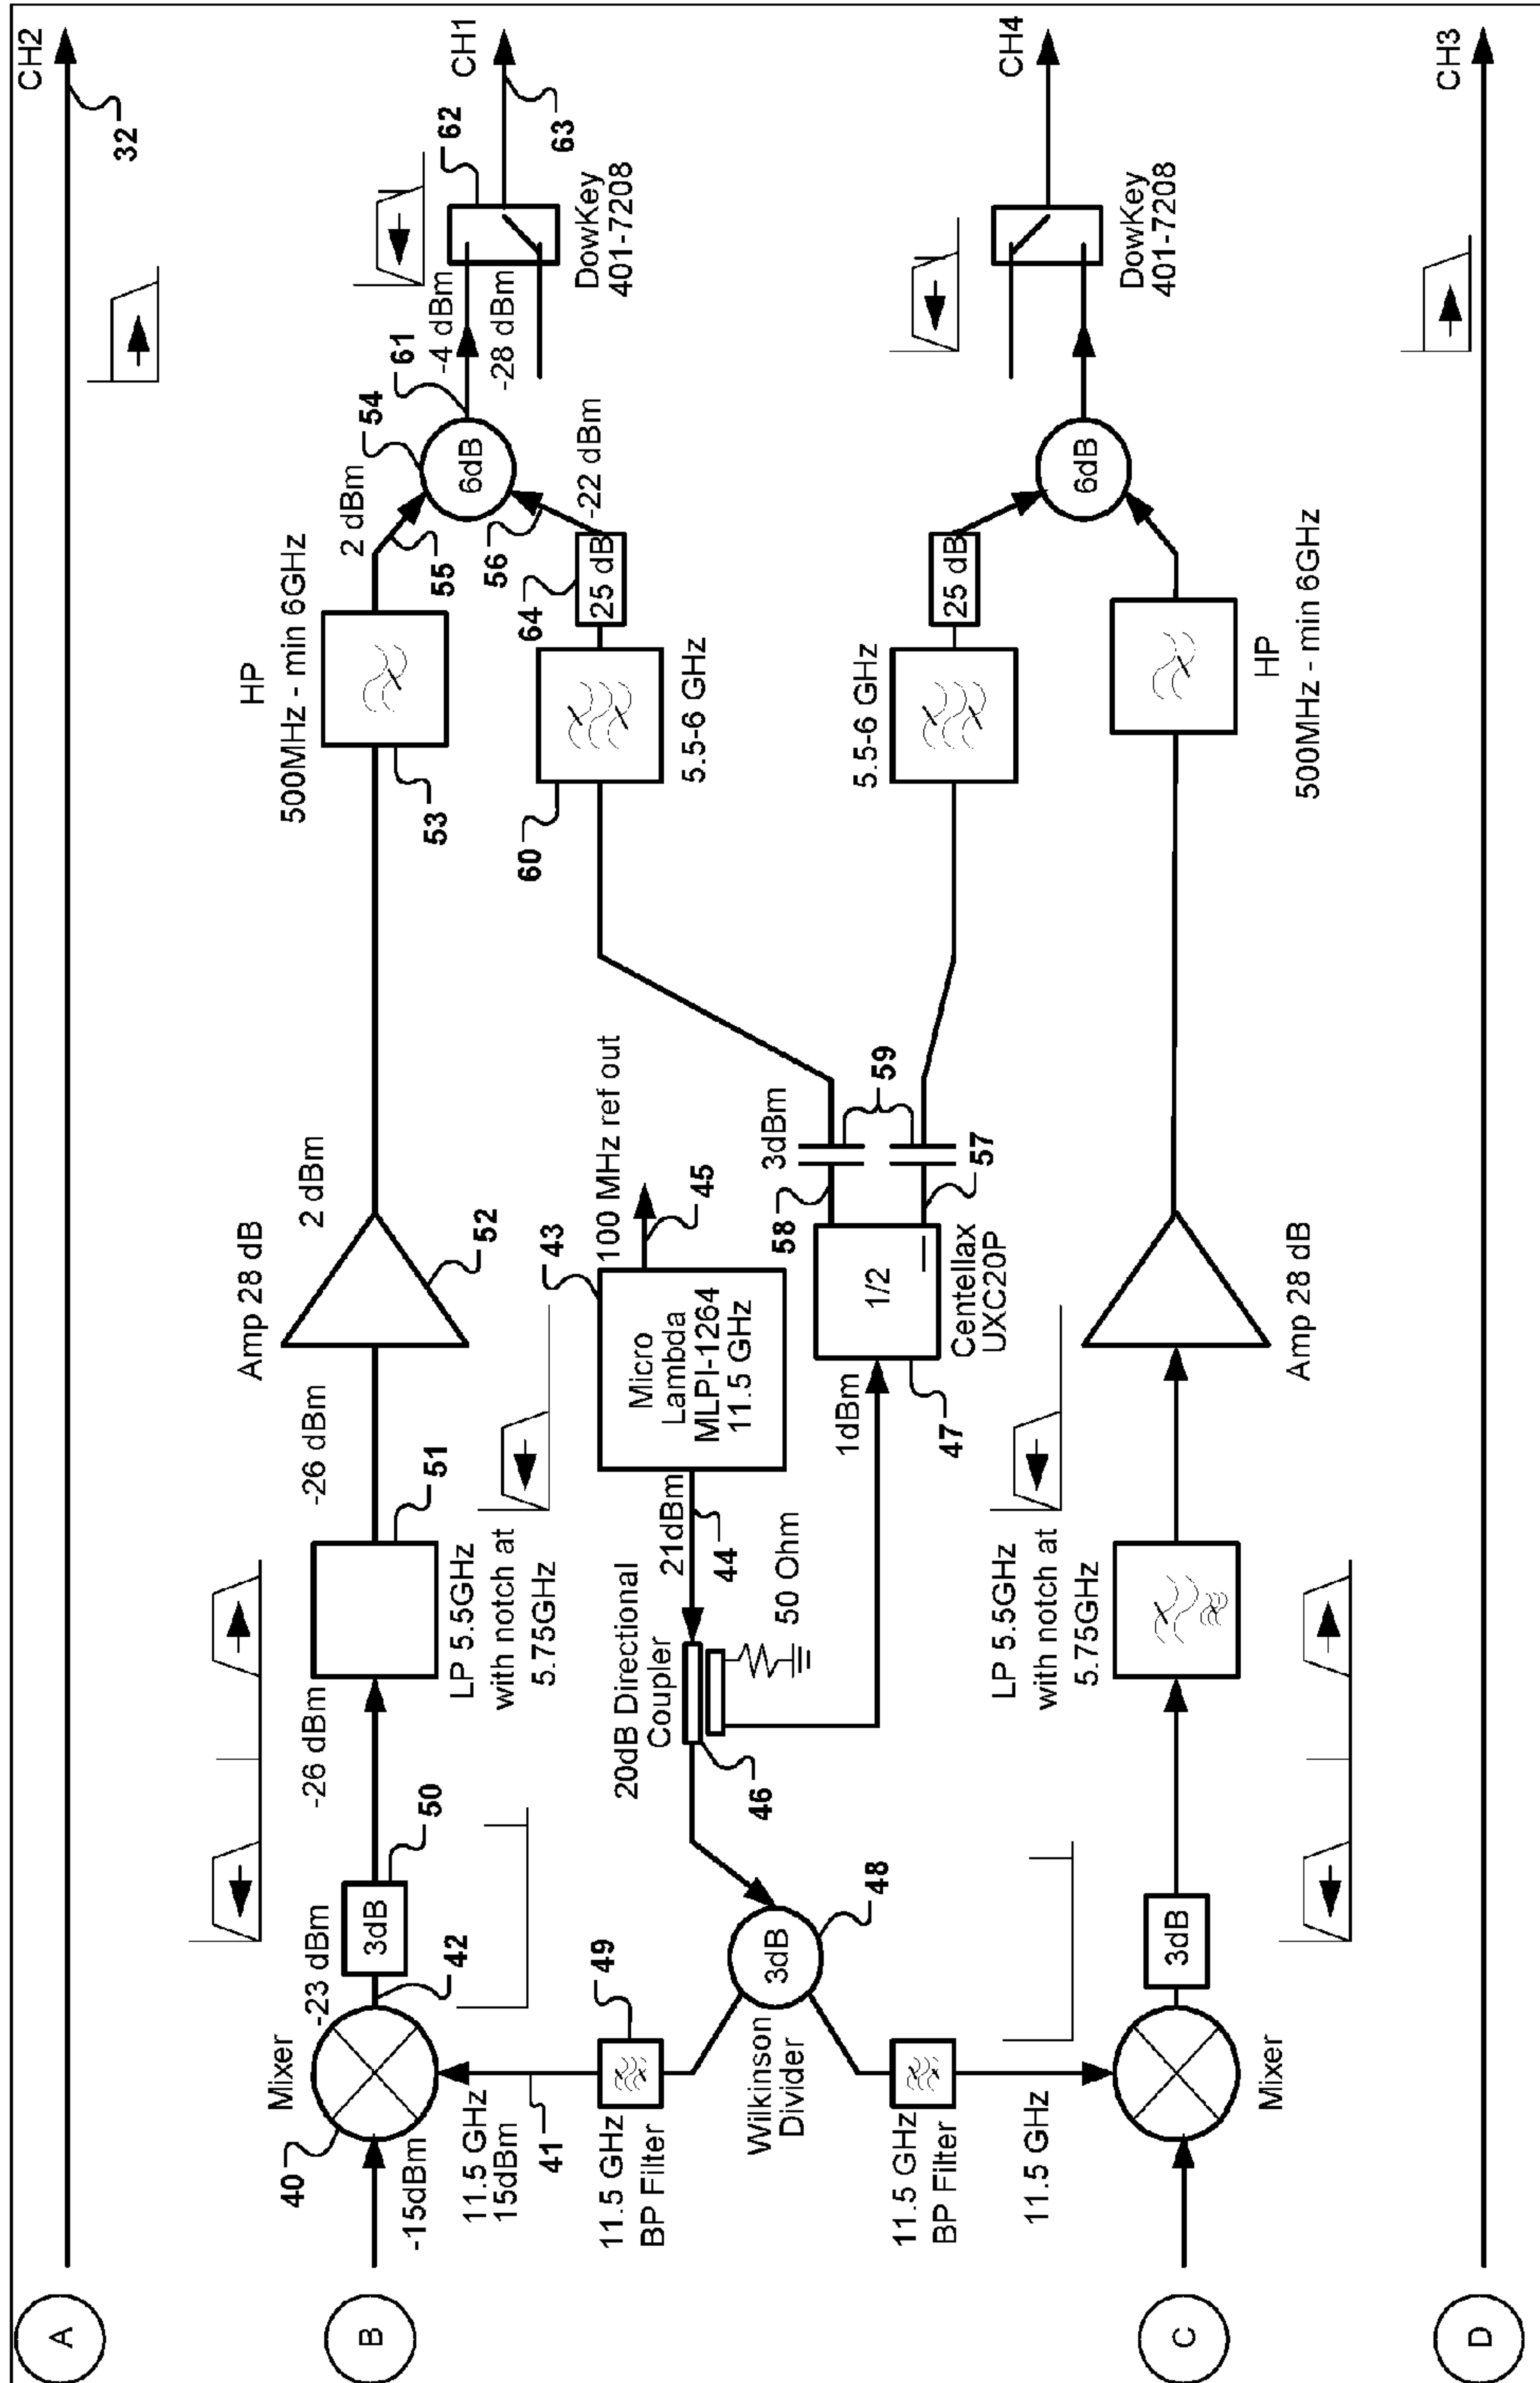 A
CH2
32
B
-15dBm
40
Mixer
-23 dBm
42
3dB
50
-26 dBm
51
LP 5.5GHz
with notch at
5.75GHz
-26 dBm
Amp 28 dB
52
2 dBm
HP
500MHz - min 6GHz
53
2 dBm
55
54
6dB
61
-4 dBm
-28 dBm
62
DowKey
401-7208
63
CH1
11.5 GHz
15dBm
41
11.5 GHz
BP Filter
49
Wilkinson
Divider
3dB
48
20dB Directional
Coupler
46
50 Ohm
21dBm
44
Micro
Lambda
MLPI-1264
11.5 GHz
43
100 MHz ref out
45
1dBm
47
1/2
Centellax
UXC20P
58
3dBm
59
57
60
5.5-6 GHz
64
25 dB
56
-22 dBm
5.5-6 GHz
25 dB
11.5 GHz
BP Filter
11.5 GHz
C
Mixer
3dB
LP 5.5GHz
with notch at
5.75GHz
Amp 28 dB
HP
500MHz - min 6GHz
6dB
DowKey
401-7208
CH4
D
CH3